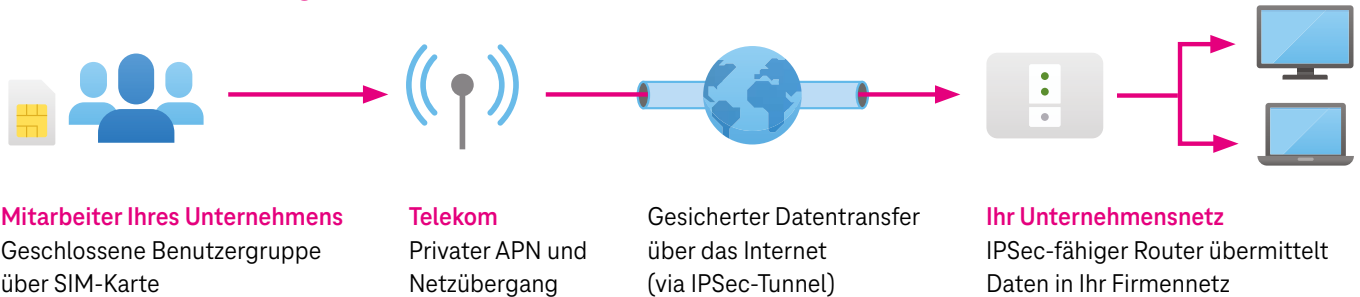 Mitarbeiter Ihres Unternehmens
Geschlossene Benutzergruppe
über SIM-Karte
Telekom
Privater APN und
Netzübergang
Gesicherter Datentransfer
über das Internet
(via IPSec-Tunnel)
Ihr Unternehmensnetz
IPSec-fähiger Router übermittelt
Daten in Ihr Firmennetz